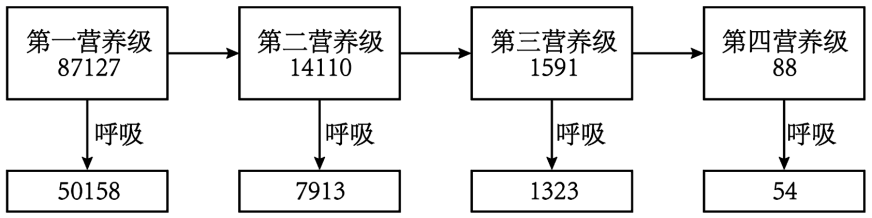 第一营养级
87127
第二营养级
14110
第三营养级
1591
第四营养级
88
呼吸
呼吸
呼吸
呼吸
50158
7913
1323
54